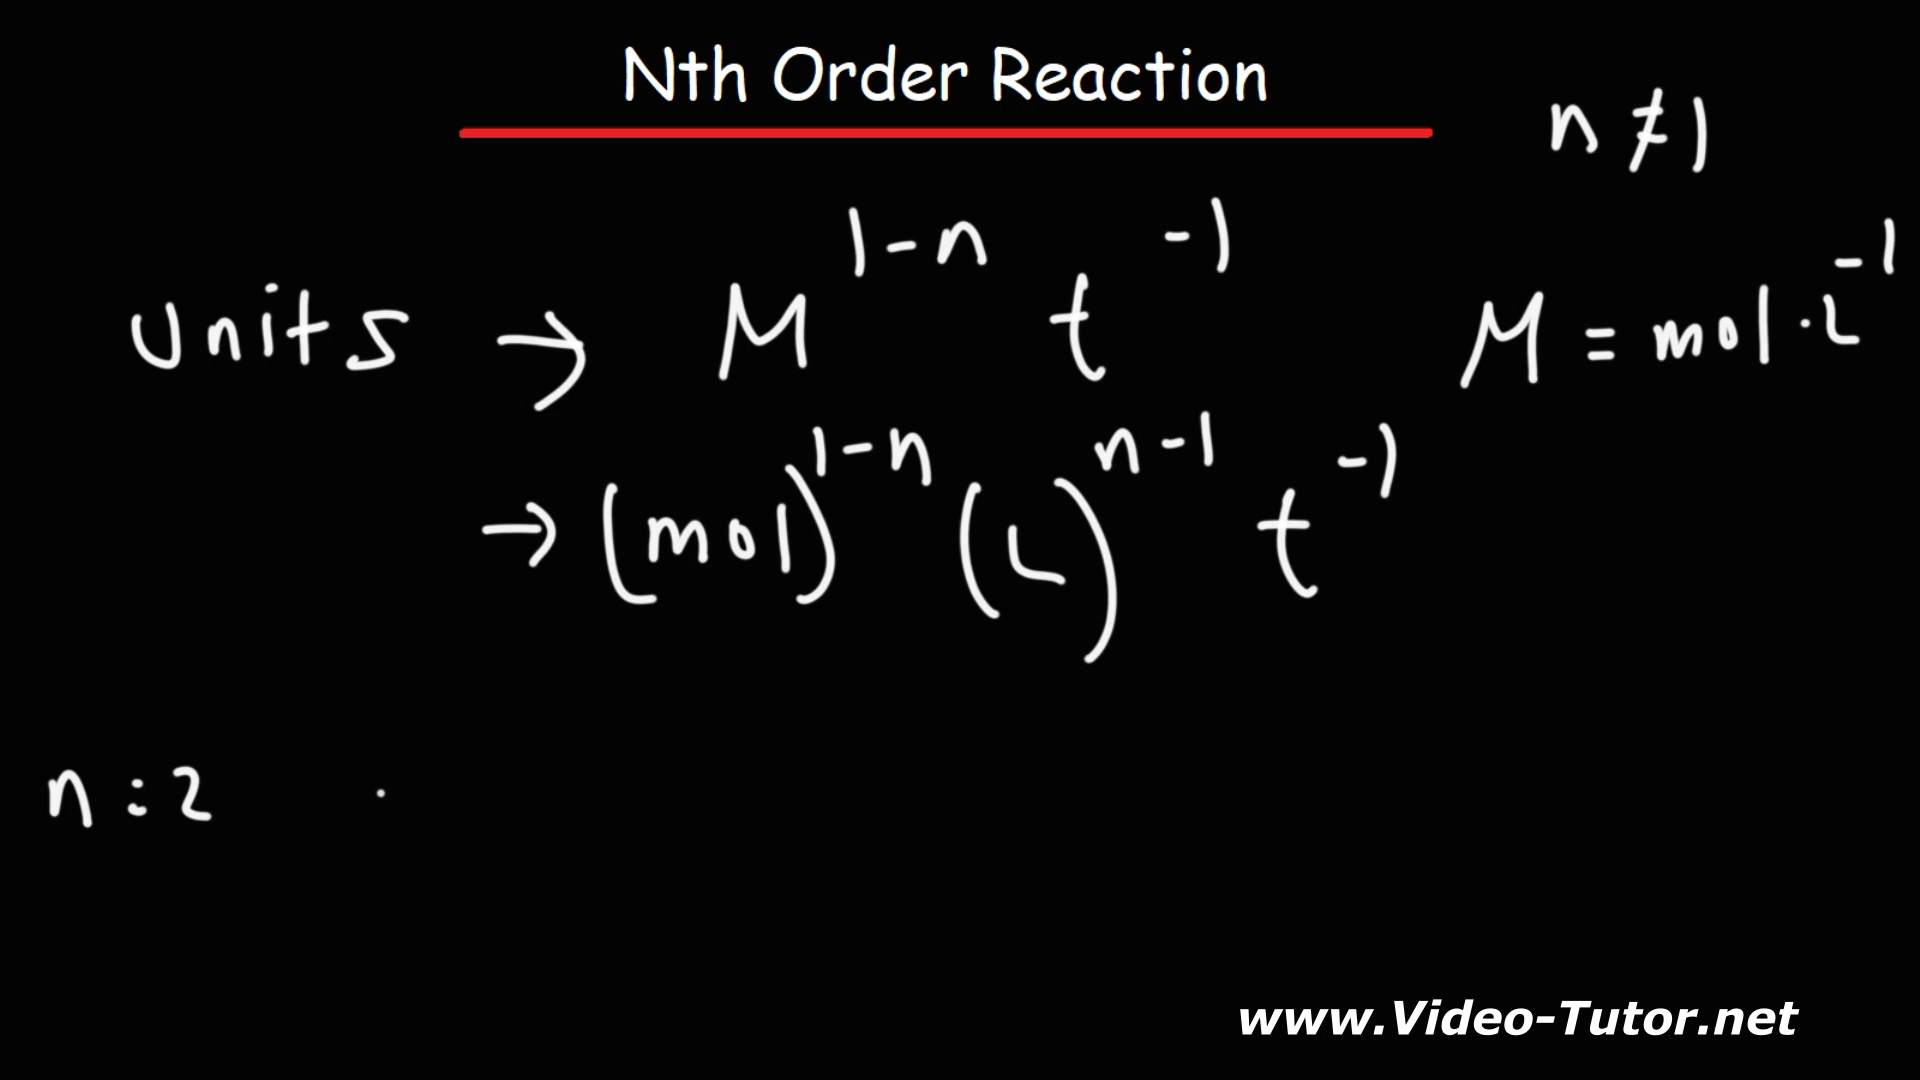 Nth Order Reaction
n ≠ 1
Units → M^{1-n} t^{-1}
M = mol · L^{-1}
→ (mol)^{1-n} (L)^{n-1} t^{-1}
n = 2
www.Video-Tutor.net